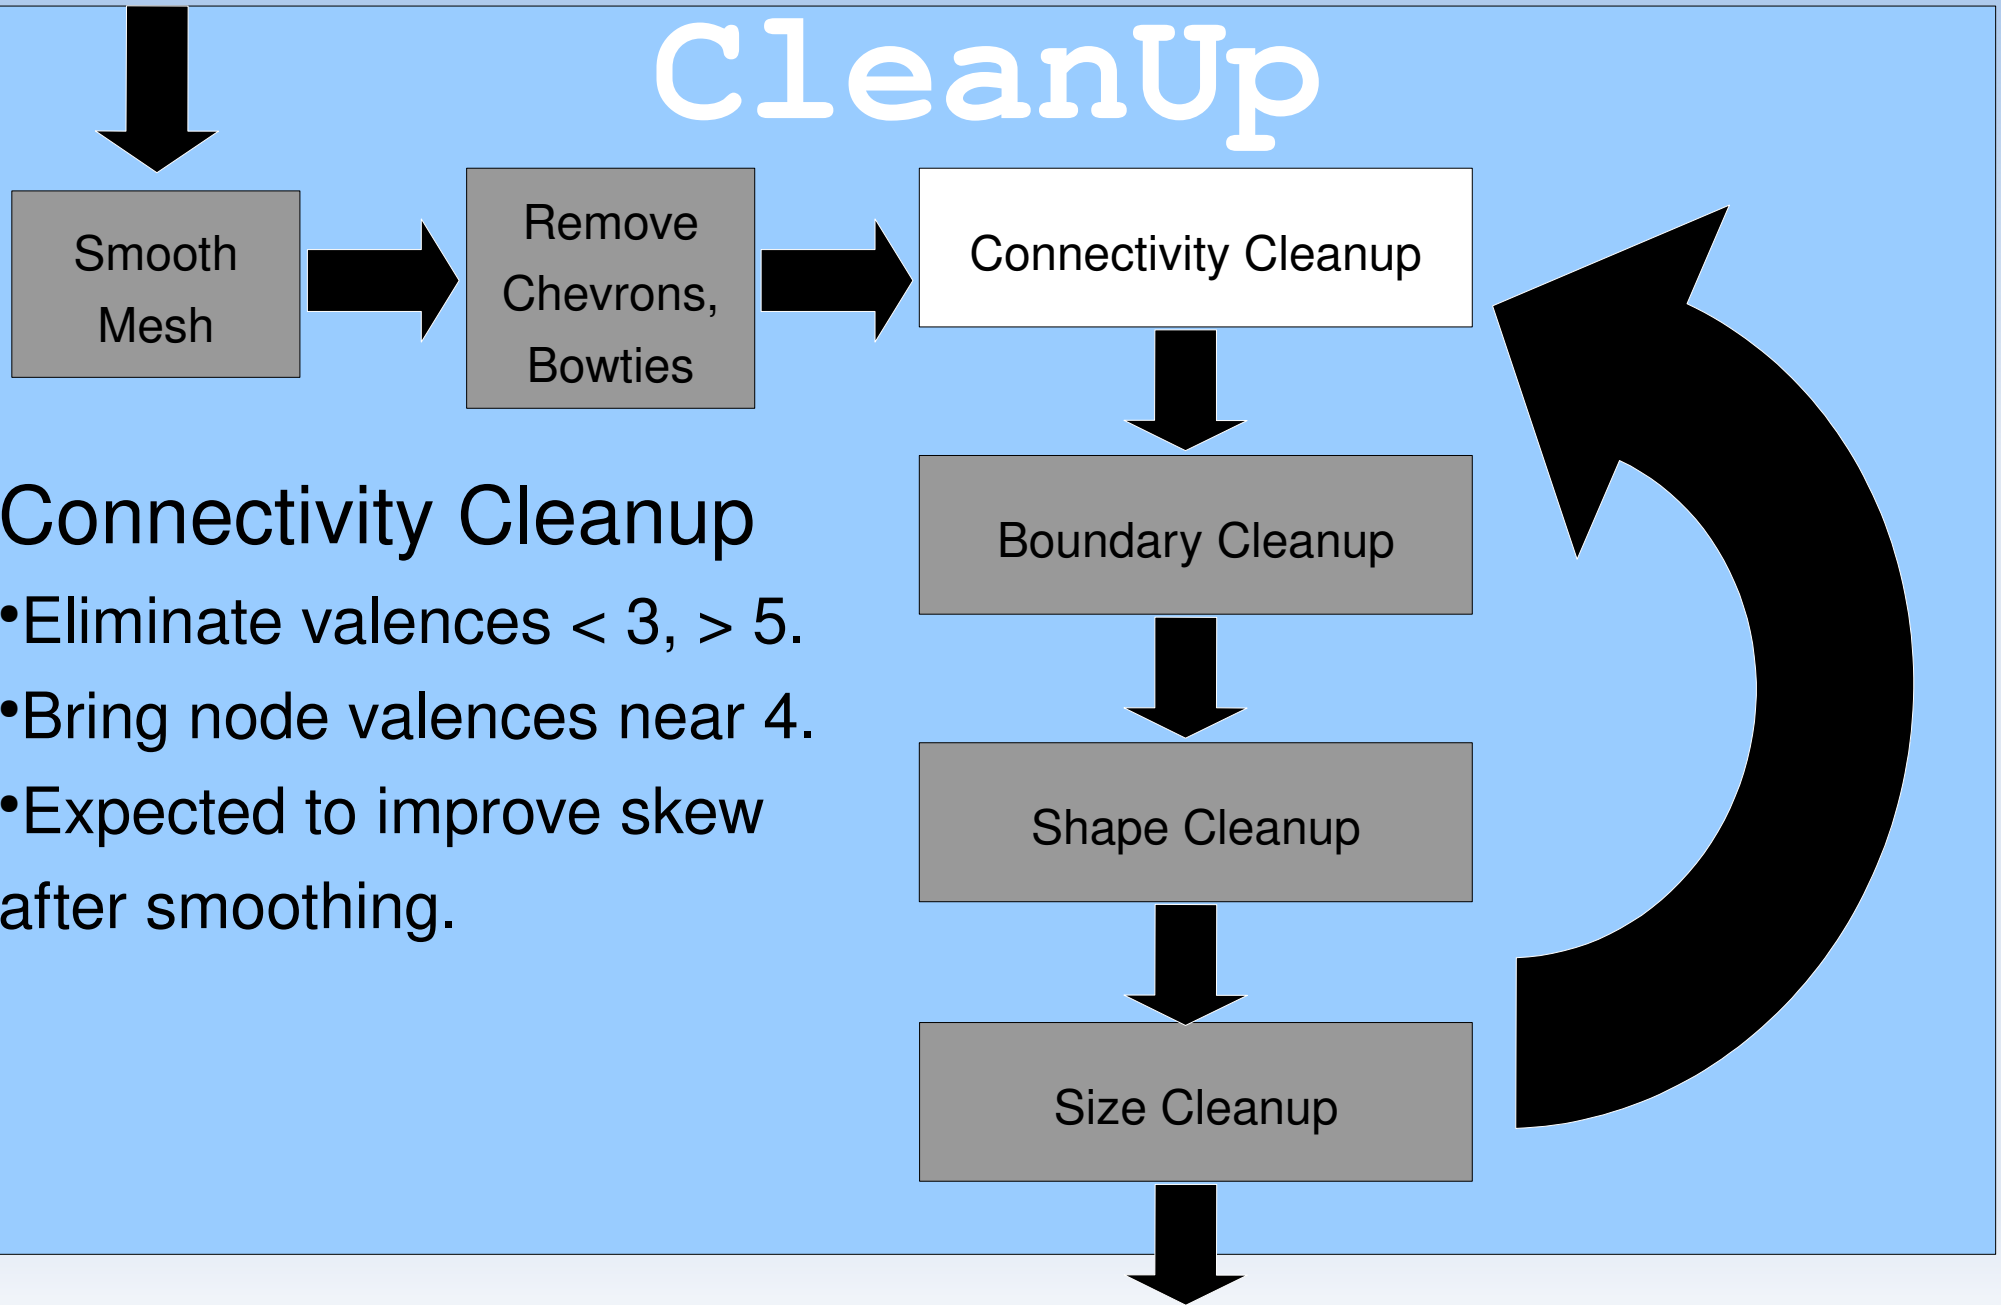 CleanUp
Smooth
Mesh
Remove
Chevrons,
Bowties
Connectivity Cleanup
Boundary Cleanup
Shape Cleanup
Size Cleanup
Connectivity Cleanup
•Eliminate valences < 3, > 5.
•Bring node valences near 4.
•Expected to improve skew
after smoothing.